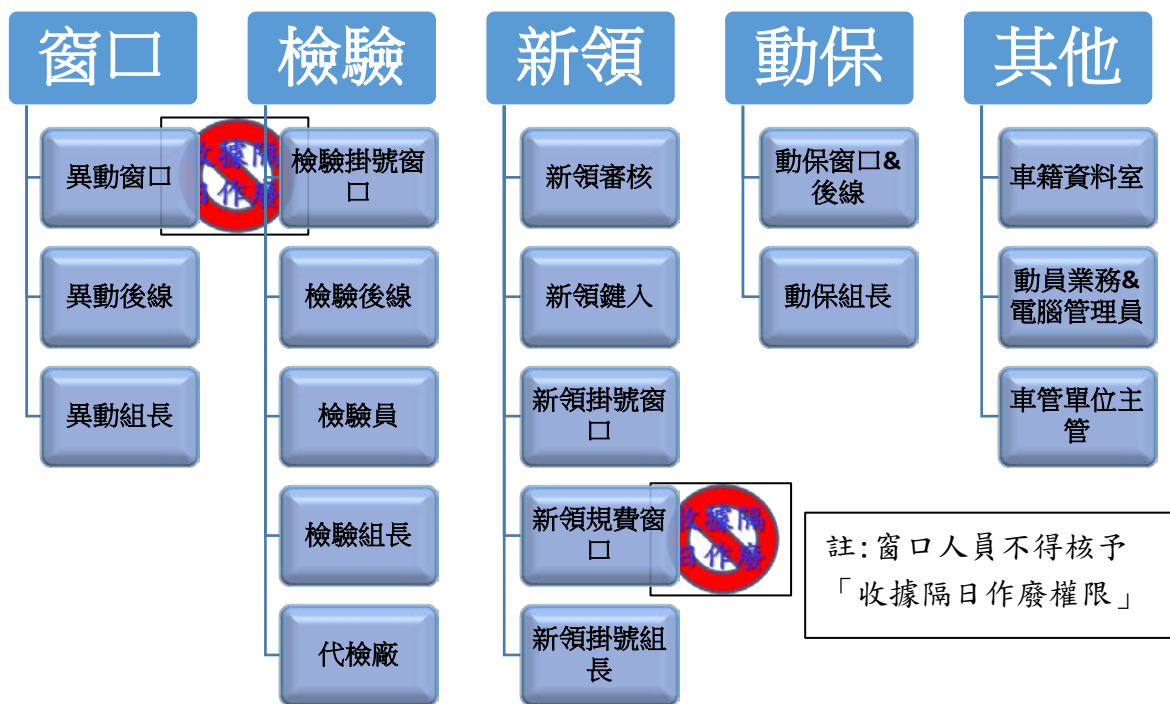 窗口
異動窗口
異動後線
異動組長
檢驗
檢驗掛號窗
口
檢驗後線
檢驗員
檢驗組長
代檢廠
新領
新領審核
新領鍵入
新領掛號窗
口
新領規費窗
口
新領掛號組
長
動保
動保窗口&
後線
動保組長
其他
車籍資料室
動員業務&
電腦管理員
車管單位主
管
收據隔
日作廢
收據隔
日作廢
註:窗口人員不得核予
「收據隔日作廢權限」